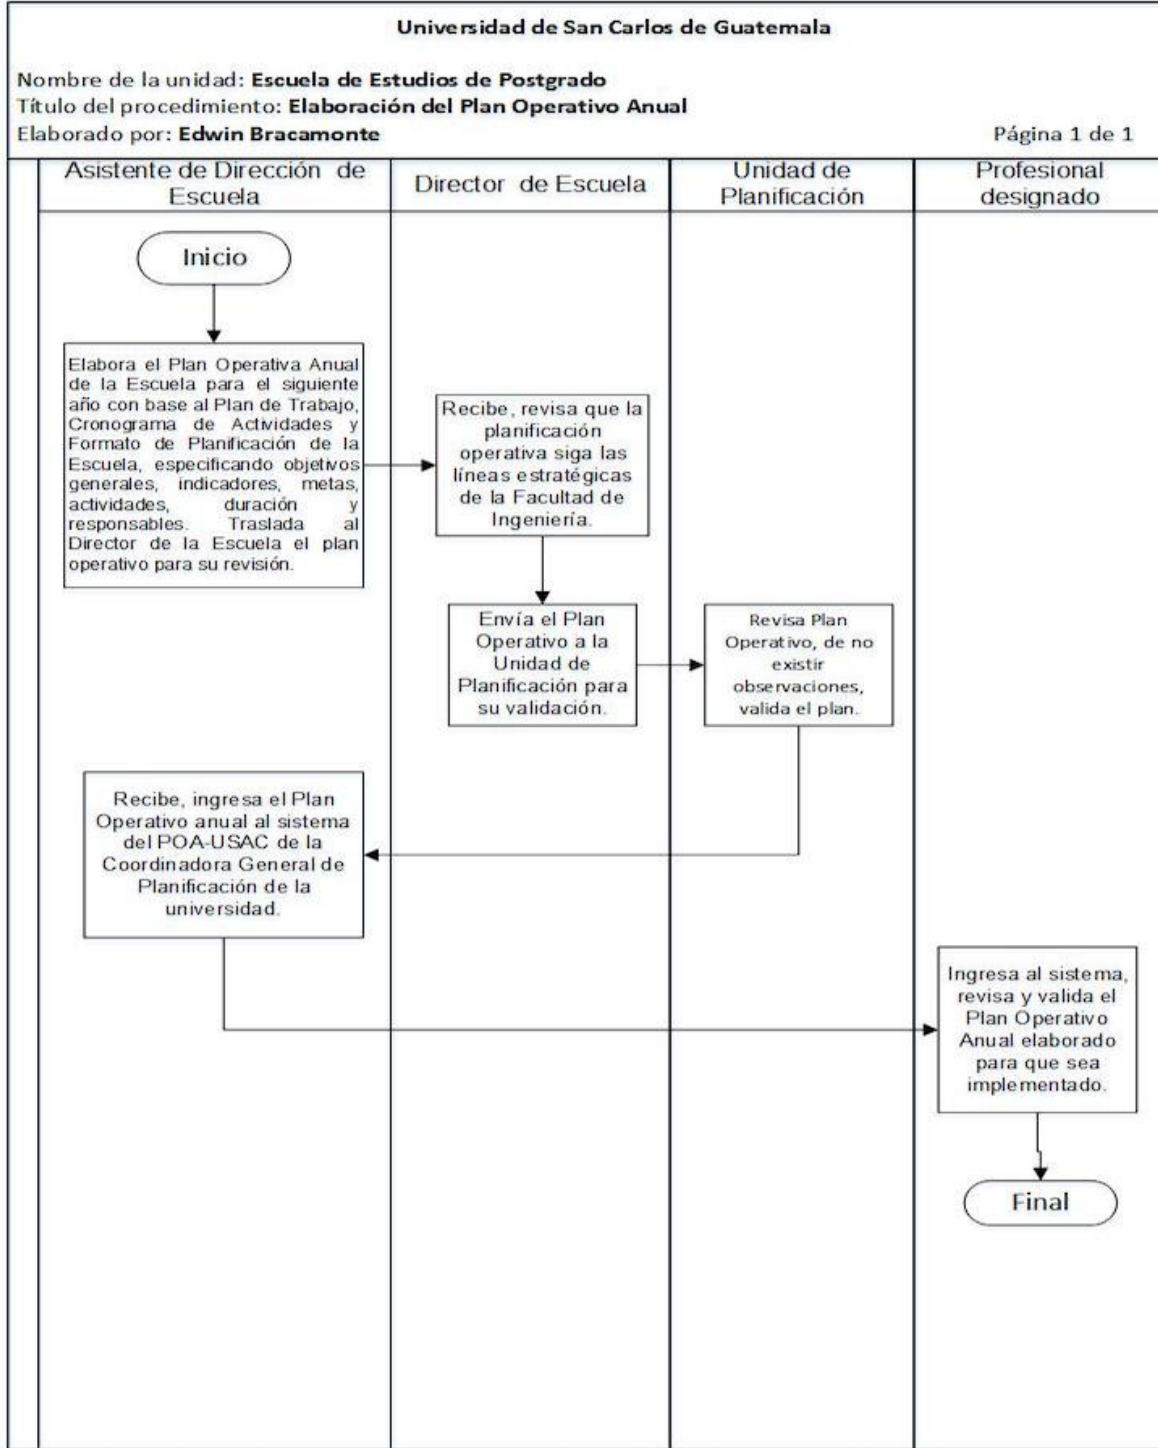 Universidad de San Carlos de Guatemala
Nombre de la unidad: Escuela de Estudios de Postgrado
Título del procedimiento: Elaboración del Plan Operativo Anual
Elaborado por: Edwin Bracamonte
Página 1 de 1
Asistente de Dirección de
Escuela
Director de Escuela
Unidad de
Planificación
Profesional
designado
Inicio
Elabora el Plan Operativa Anual
de la Escuela para el siguiente
año con base al Plan de Trabajo,
Cronograma de Actividades y
Formato de Planificación de la
Escuela, especificando objetivos
generales, indicadores, metas,
actividades, duración y
responsables. Traslada al
Director de la Escuela el plan
operativo para su revisión.
Recibe, revisa que la
planificación
operativa siga las
líneas estratégicas
de la Facultad de
Ingeniería.
Envía el Plan
Operativo a la
Unidad de
Planificación para
su validación.
Revisa Plan
Operativo, de no
existir
observaciones,
valida el plan.
Recibe, ingresa el Plan
Operativo anual al sistema
del POA-USAC de la
Coordinadora General de
Planificación de la
universidad.
Ingresa al sistema,
revisa y valida el
Plan Operativo
Anual elaborado
para que sea
implementado.
Final